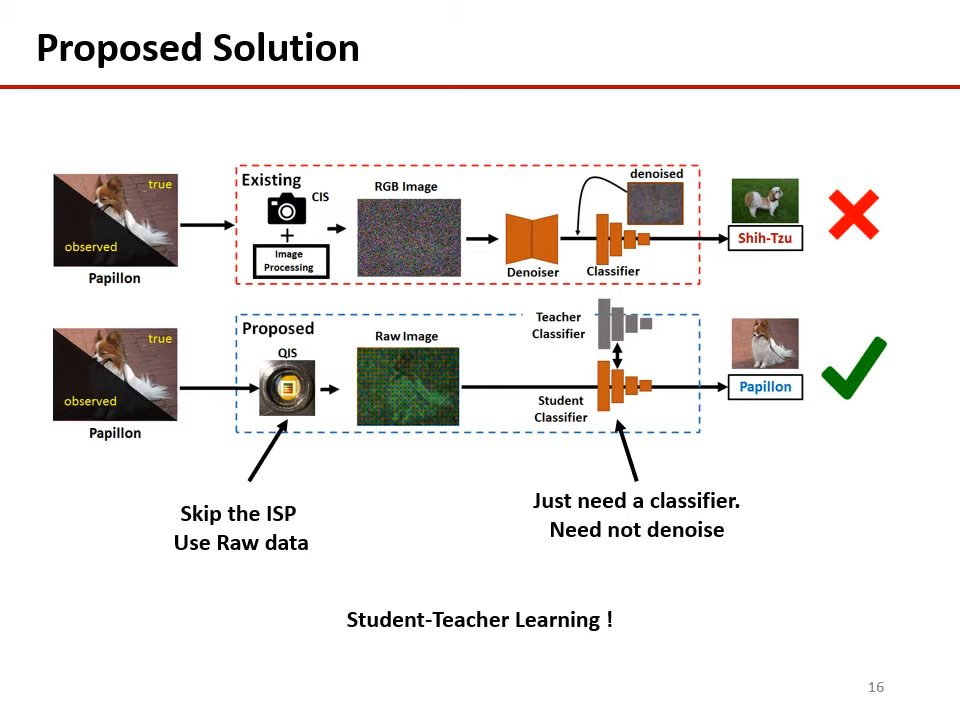 Proposed Solution
true
observed
Papillon
Existing
CIS
+
Image
Processing
RGB Image
Denoiser
denoised
Classifier
Shih-Tzu
true
observed
Papillon
Proposed
QIS
Raw Image
Teacher
Classifier
Student
Classifier
Papillon
Skip the ISP
Use Raw data
Just need a classifier.
Need not denoise
Student-Teacher Learning !
16